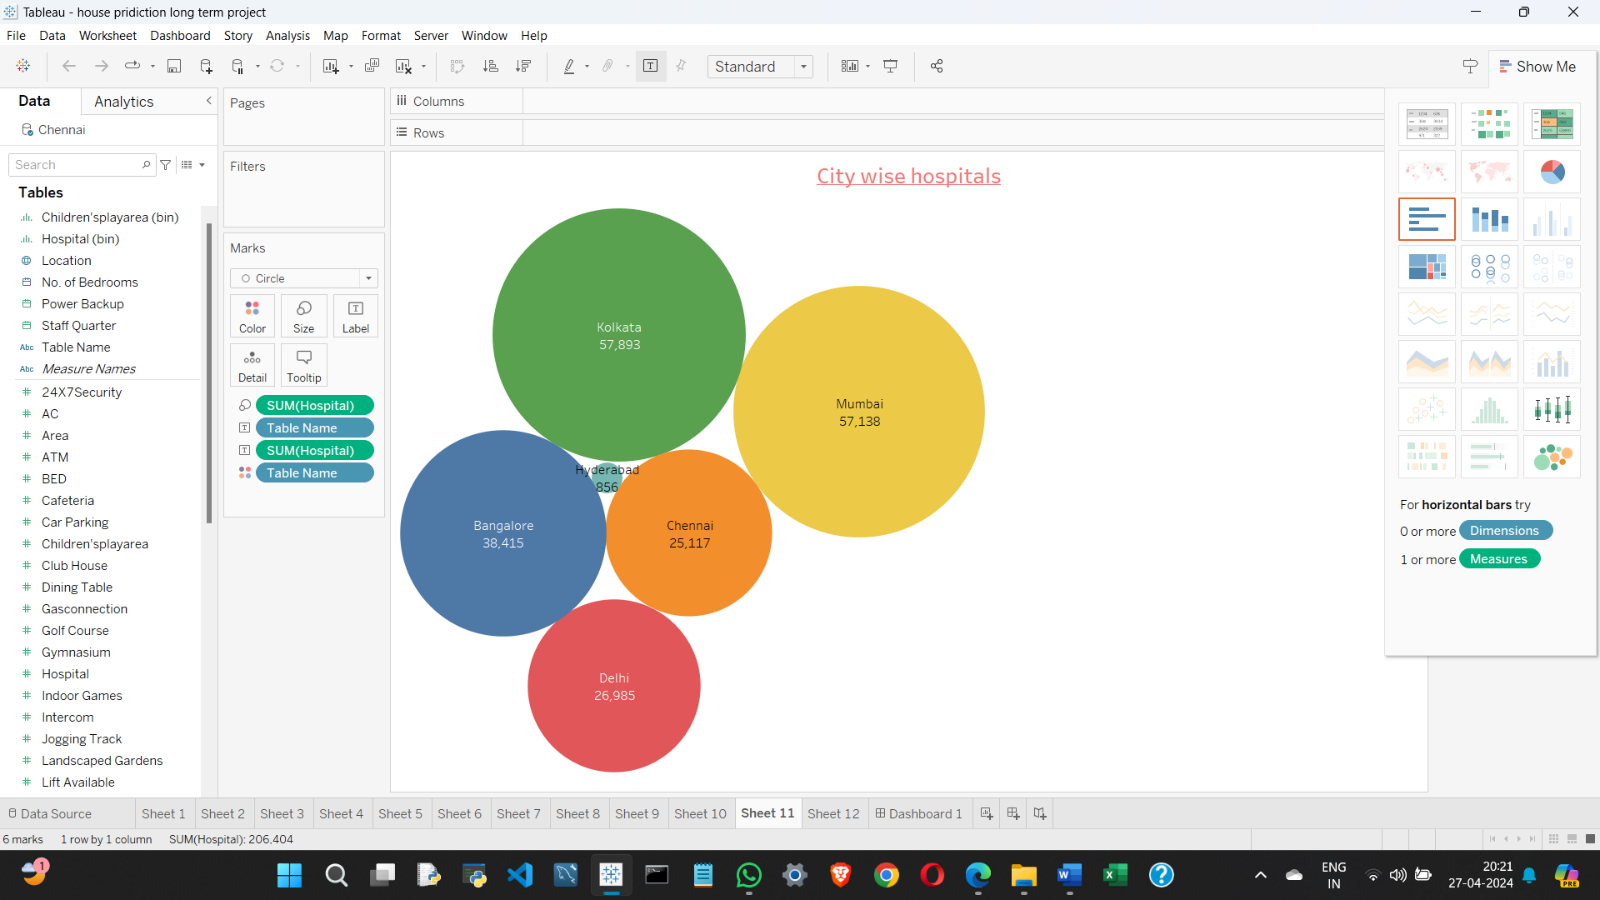 Tableau - house pridiction long term project
File Data Worksheet Dashboard Story Analysis Map Format Server Window Help
Standard
Show Me
Data Analytics
Chennai
Search
Tables
Children'splayarea (bin)
Hospital (bin)
Location
No. of Bedrooms
Power Backup
Staff Quarter
Abc Table Name
Abc Measure Names
24X7Security
AC
Area
ATM
BED
Cafeteria
Car Parking
Children'splayarea
Club House
Dining Table
Gasconnection
Golf Course
Gymnasium
Hospital
Indoor Games
Intercom
Jogging Track
Landscaped Gardens
Lift Available
Pages
Filters
Marks
Circle
Color Size Label
Detail Tooltip
SUM(Hospital)
Table Name
SUM(Hospital)
Table Name
Columns
Rows
City wise hospitals
Kolkata
57,893
Mumbai
57,138
Hyderabad
856
Bangalore
38,415
Chennai
25,117
Delhi
26,985
For horizontal bars try
0 or more Dimensions
1 or more Measures
Data Source Sheet 1 Sheet 2 Sheet 3 Sheet 4 Sheet 5 Sheet 6 Sheet 7 Sheet 8 Sheet 9 Sheet 10 Sheet 11 Sheet 12 Dashboard 1
6 marks 1 row by 1 column SUM(Hospital): 206,404
1
ENG
IN
20:21
27-04-2024
PRE